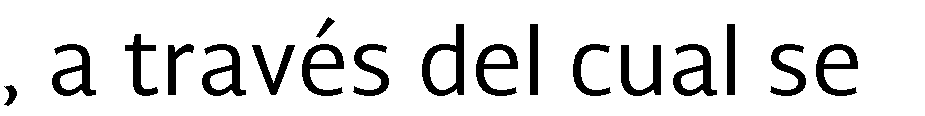 , a través del cual se